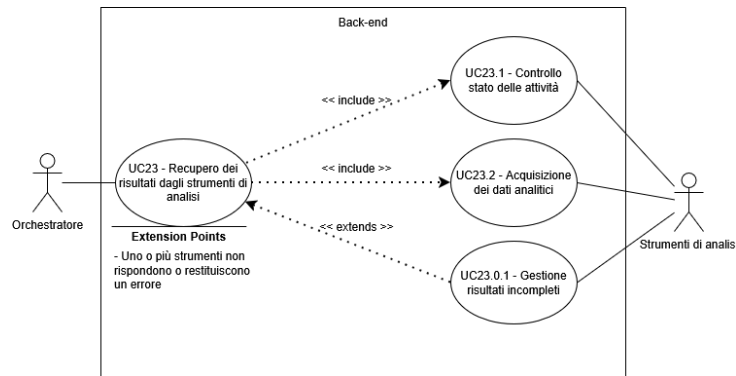 Back-end
UC23.1 - Controllo
stato delle attività
<< include >>
UC23 - Recupero dei
risultati dagli strumenti di
analisi
<< include >>
UC23.2 - Acquisizione
dei dati analitici
Orchestratore
Extension Points
- Uno o più strumenti non
rispondono o restituiscono
un errore
<< extends >>
UC23.0.1 - Gestione
risultati incompleti
Strumenti di analis